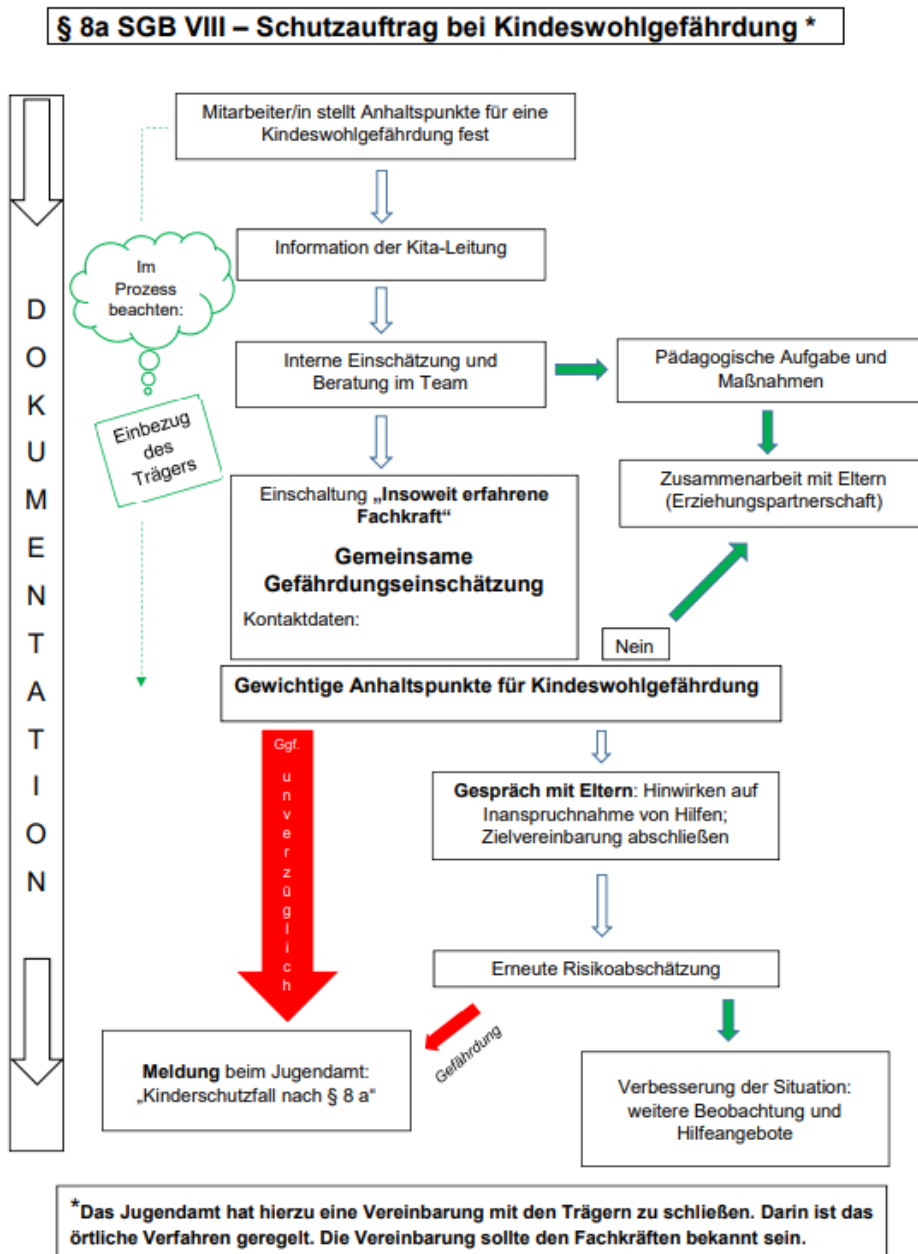 § 8a SGB VIII – Schutzauftrag bei Kindeswohlgefährdung *
Mitarbeiter/in stellt Anhaltspunkte für eine
Kindeswohlgefährdung fest
Im
Prozess
beachten:
Information der Kita-Leitung
Interne Einschätzung und
Beratung im Team
Pädagogische Aufgabe und
Maßnahmen
Einbezug
des
Trägers
Zusammenarbeit mit Eltern
(Erziehungspartnerschaft)
Einschaltung „Insoweit erfahrene
Fachkraft“
Gemeinsame
Gefährdungseinschätzung
Kontaktdaten:
Nein
Gewichtige Anhaltspunkte für Kindeswohlgefährdung
DOKUMENTATION
Ggf.
unverzüglich
Gespräch mit Eltern: Hinwirken auf
Inanspruchnahme von Hilfen;
Zielvereinbarung abschließen
Erneute Risikoabschätzung
Gefährdung
Meldung beim Jugendamt:
„Kinderschutzfall nach § 8 a“
Verbesserung der Situation:
weitere Beobachtung und
Hilfeangebote
*Das Jugendamt hat hierzu eine Vereinbarung mit den Trägern zu schließen. Darin ist das
örtliche Verfahren geregelt. Die Vereinbarung sollte den Fachkräften bekannt sein.